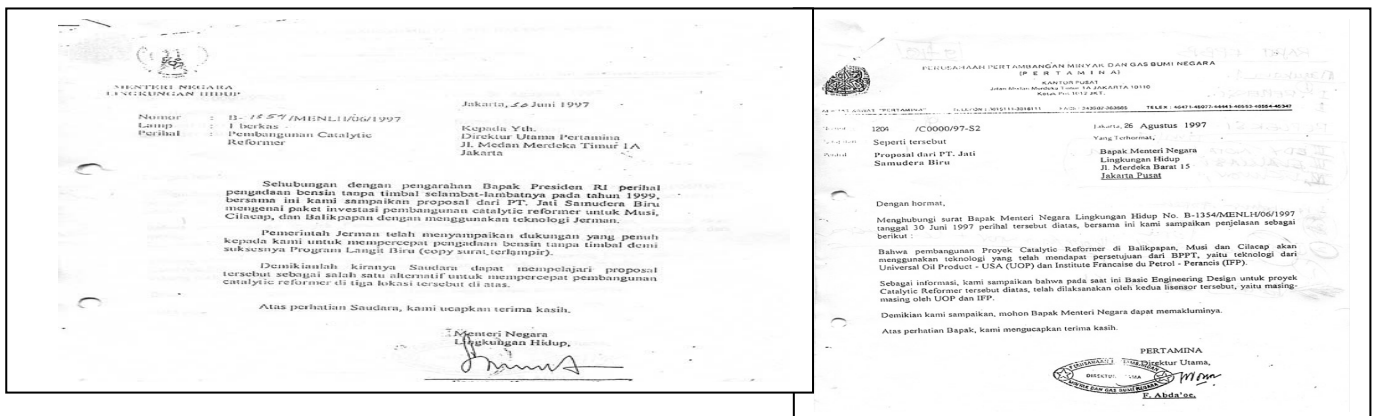 MENTERI NEGARA
LINGKUNGAN HIDUP
Jakarta, 30 Juni 1997
Nomor : B- 1354/MENLH/06/1997
Lamp : 1 berkas
Perihal : Pembangunan Catalytic
Reformer
Kepada Yth.
Direktur Utama Pertamina
Jl. Medan Merdeka Timur 1A
Jakarta
Sehubungan dengan pengarahan Bapak Presiden RI perihal
pengadaan bensin tanpa timbal selambat-lambatnya pada tahun 1999,
bersama ini kami sampaikan proposal dari PT. Jati Samudera Biru
mengenai paket investasi pembangunan catalytic reformer untuk Musi,
Cilacap, dan Balikpapan dengan menggunakan teknologi Jerman.
Pemerintah Jerman telah menyampaikan dukungan yang penuh
kepada kami untuk mempercepat pengadaan bensin tanpa timbal demi
suksesnya Program Langit Biru (copy surat terlampir).
Demikianlah kiranya Saudara dapat mempelajari proposal
tersebut sebagai salah satu alternatif untuk mempercepat pembangunan
catalytic reformer di tiga lokasi tersebut di atas.
Atas perhatian Saudara, kami ucapkan terima kasih.
Menteri Negara
Lingkungan Hidup,
PERUSAHAAN PERTAMBANGAN MINYAK DAN GAS BUMI NEGARA
(P E R T A M I N A)
KANTOR PUSAT
Jalan Medan Merdeka Timur 1A JAKARTA 10110
1204 /C0000/97-S2
Seperti tersebut
Proposal dari PT. Jati
Samudera Biru
Jakarta, 26 Agustus 1997
Yang Terhormat,
Bapak Menteri Negara
Lingkungan Hidup
Jl. Merdeka Barat 15
Jakarta Pusat
Dengan hormat,
Menghubungi surat Bapak Menteri Negara Lingkungan Hidup No. B-1354/MENLH/06/1997
tanggal 30 Juni 1997 perihal tersebut diatas, bersama ini kami sampaikan penjelasan sebagai
berikut :
Bahwa pembangunan Proyek Catalytic Reformer di Balikpapan, Musi dan Cilacap akan
menggunakan teknologi yang telah mendapat persetujuan dari BPPT, yaitu teknologi dari
Universal Oil Product - USA (UOP) dan Institute Francaise du Petrol - Perancis (IFP).
Sebagai informasi, kami sampaikan bahwa pada saat ini Basic Engineering Design untuk proyek
Catalytic Reformer tersebut diatas, telah dilaksanakan oleh kedua lisensor tersebut, yaitu masing-
masing oleh UOP dan IFP.
Demikian kami sampaikan, mohon Bapak Menteri Negara dapat memakluminya.
Atas perhatian Bapak, kami mengucapkan terima kasih.
PERTAMINA
Direktur Utama,
F. Abda'oe.